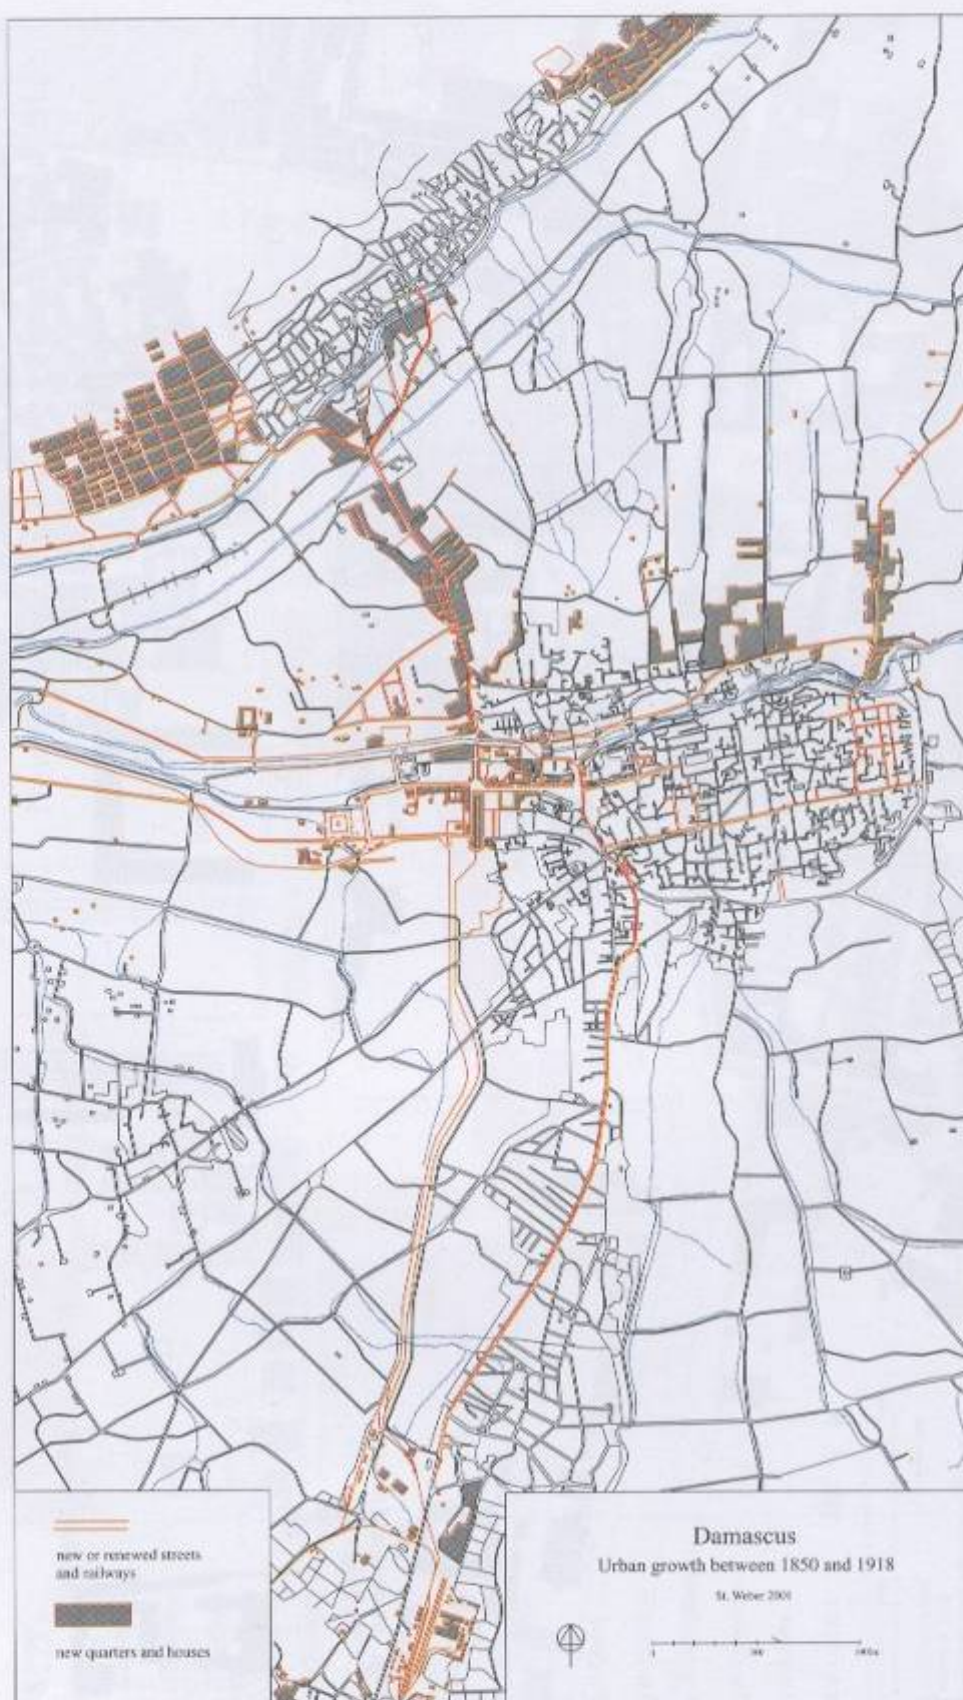 new or renewed streets
and railways
new quarters and houses
Damascus
Urban growth between 1850 and 1918
St. Weber 2001